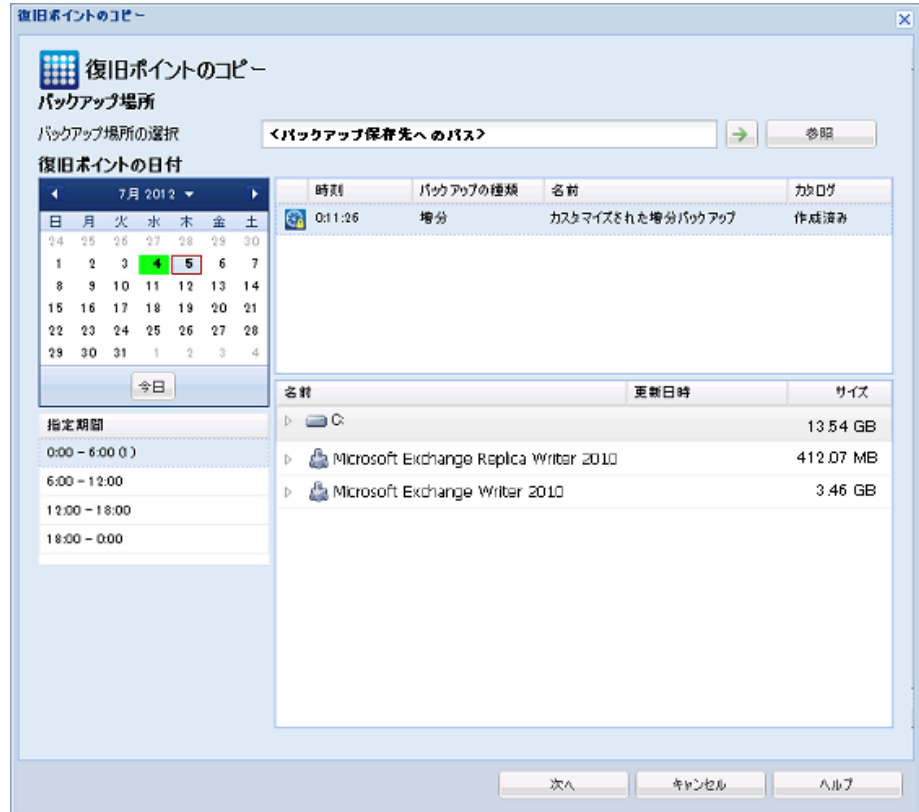 復旧ポイントのコピー
復旧ポイントのコピー
バックアップ場所
バックアップ場所の選択 <バックアップ保存先へのパス> 参照
復旧ポイントの日付
7月 2012
日 月 火 水 木 金 土
24 25 26 27 28 29 30
1 2 3 4 5 6 7
8 9 10 11 12 13 14
15 16 17 18 19 20 21
22 23 24 25 26 27 28
29 30 31 1 2 3 4
今日
指定期間
0:00 – 6:00 (1)
6:00 – 12:00
12:00 – 18:00
18:00 – 0:00
時刻 バックアップの種類 名前 カタログ
0:11:26 増分 カスタマイズされた増分バックアップ 作成済み
名前 更新日時 サイズ
C: 13.54 GB
Microsoft Exchange Replica Writer 2010 412.07 MB
Microsoft Exchange Writer 2010 3.46 GB
次へ キャンセル ヘルプ